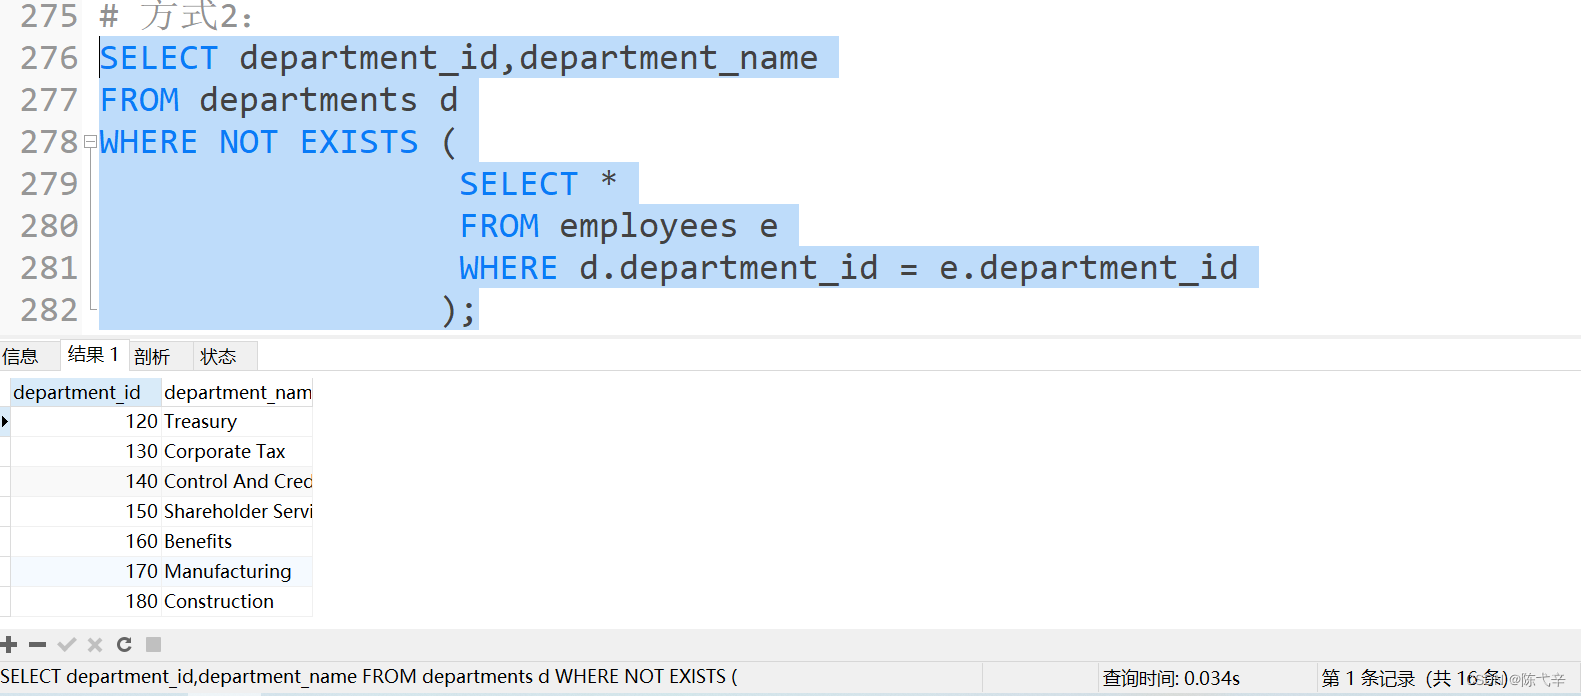 275 # 方式2：
276 SELECT department_id,department_name
277 FROM departments d
278 WHERE NOT EXISTS (
279 SELECT *
280 FROM employees e
281 WHERE d.department_id = e.department_id
282 );
信息 结果 1 剖析 状态
department_id department_nam
120 Treasury
130 Corporate Tax
140 Control And Cred
150 Shareholder Servi
160 Benefits
170 Manufacturing
180 Construction
SELECT department_id,department_name FROM departments d WHERE NOT EXISTS ( 查询时间: 0.034s 第 1 条记录 (共 16 条)
CSDN @陈弋辛